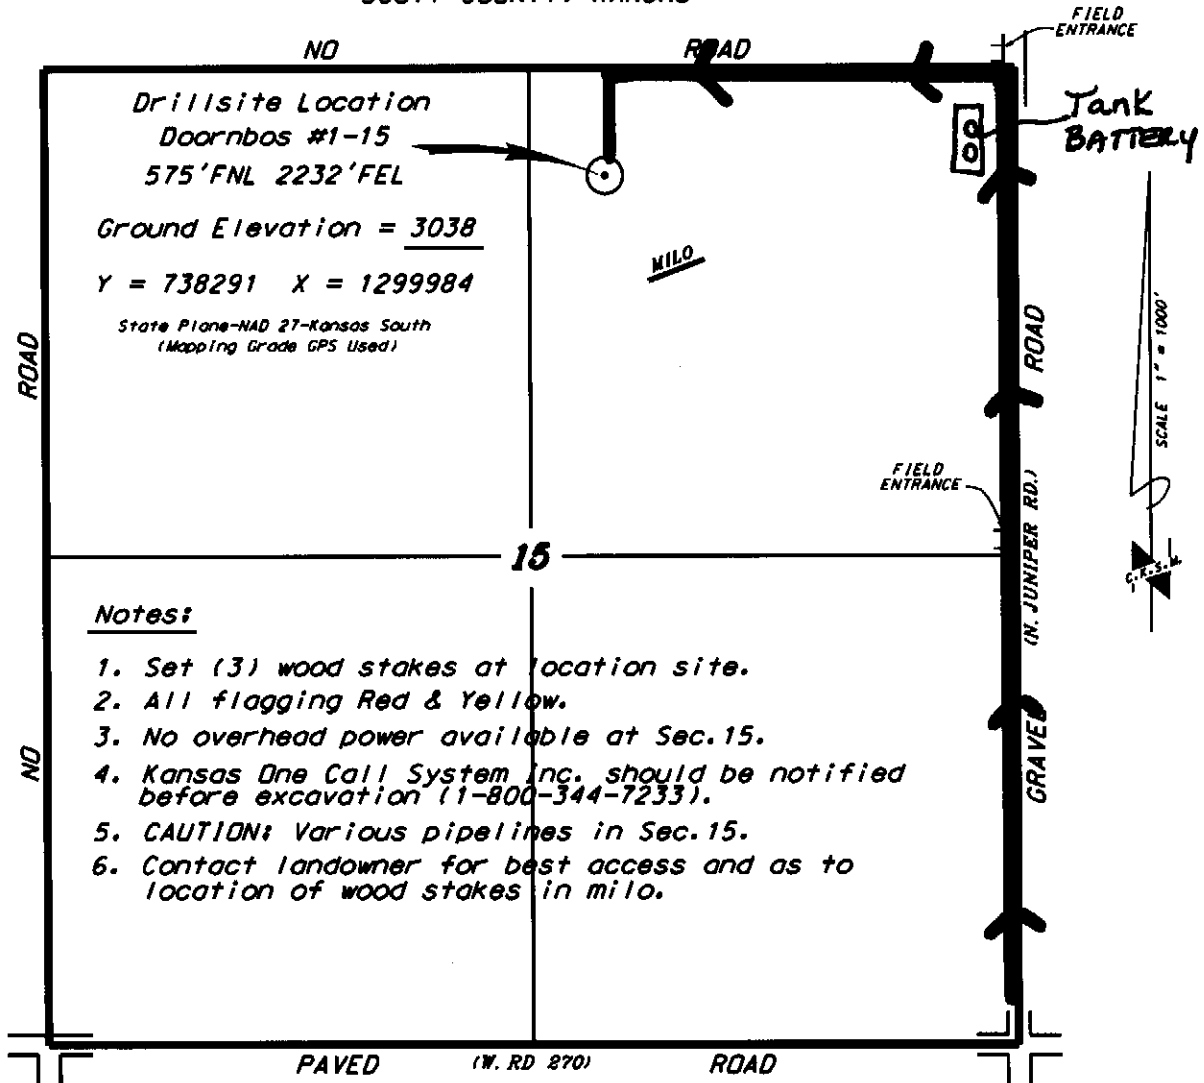 FIELD
ENTRANCE
NO ROAD
Drillsite Location
Doornbos #1-15
575'FNL 2232'FEL
Ground Elevation = 3038
Y = 738291 X = 1299984
State Plane-NAD 27-Kansas South
(Mapping Grade GPS Used)
Tank
BATTERY
MILO
ROAD
NO
ROAD
(N. JUNIPER RD.)
GRAVEL
SCALE 1" = 1000'
FIELD
ENTRANCE
C.K.S.M.
15
Notes:
1. Set (3) wood stakes at location site.
2. All flagging Red & Yellow.
3. No overhead power available at Sec.15.
4. Kansas One Call System Inc. should be notified
before excavation (1-800-344-7233).
5. CAUTION: Various pipelines in Sec.15.
6. Contact landowner for best access and as to
location of wood stakes in milo.
PAVED (W. RD 270) ROAD